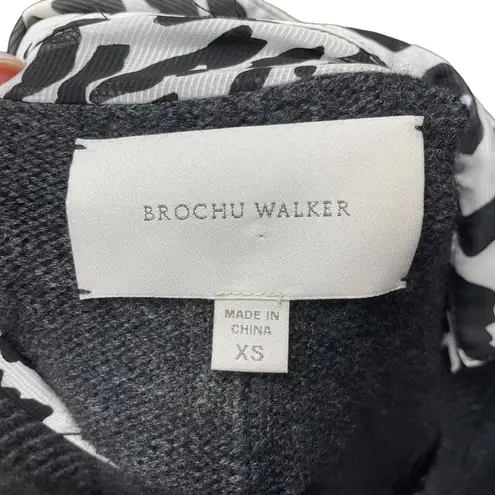 BROCHU WALKER
MADE IN
CHINA
XS